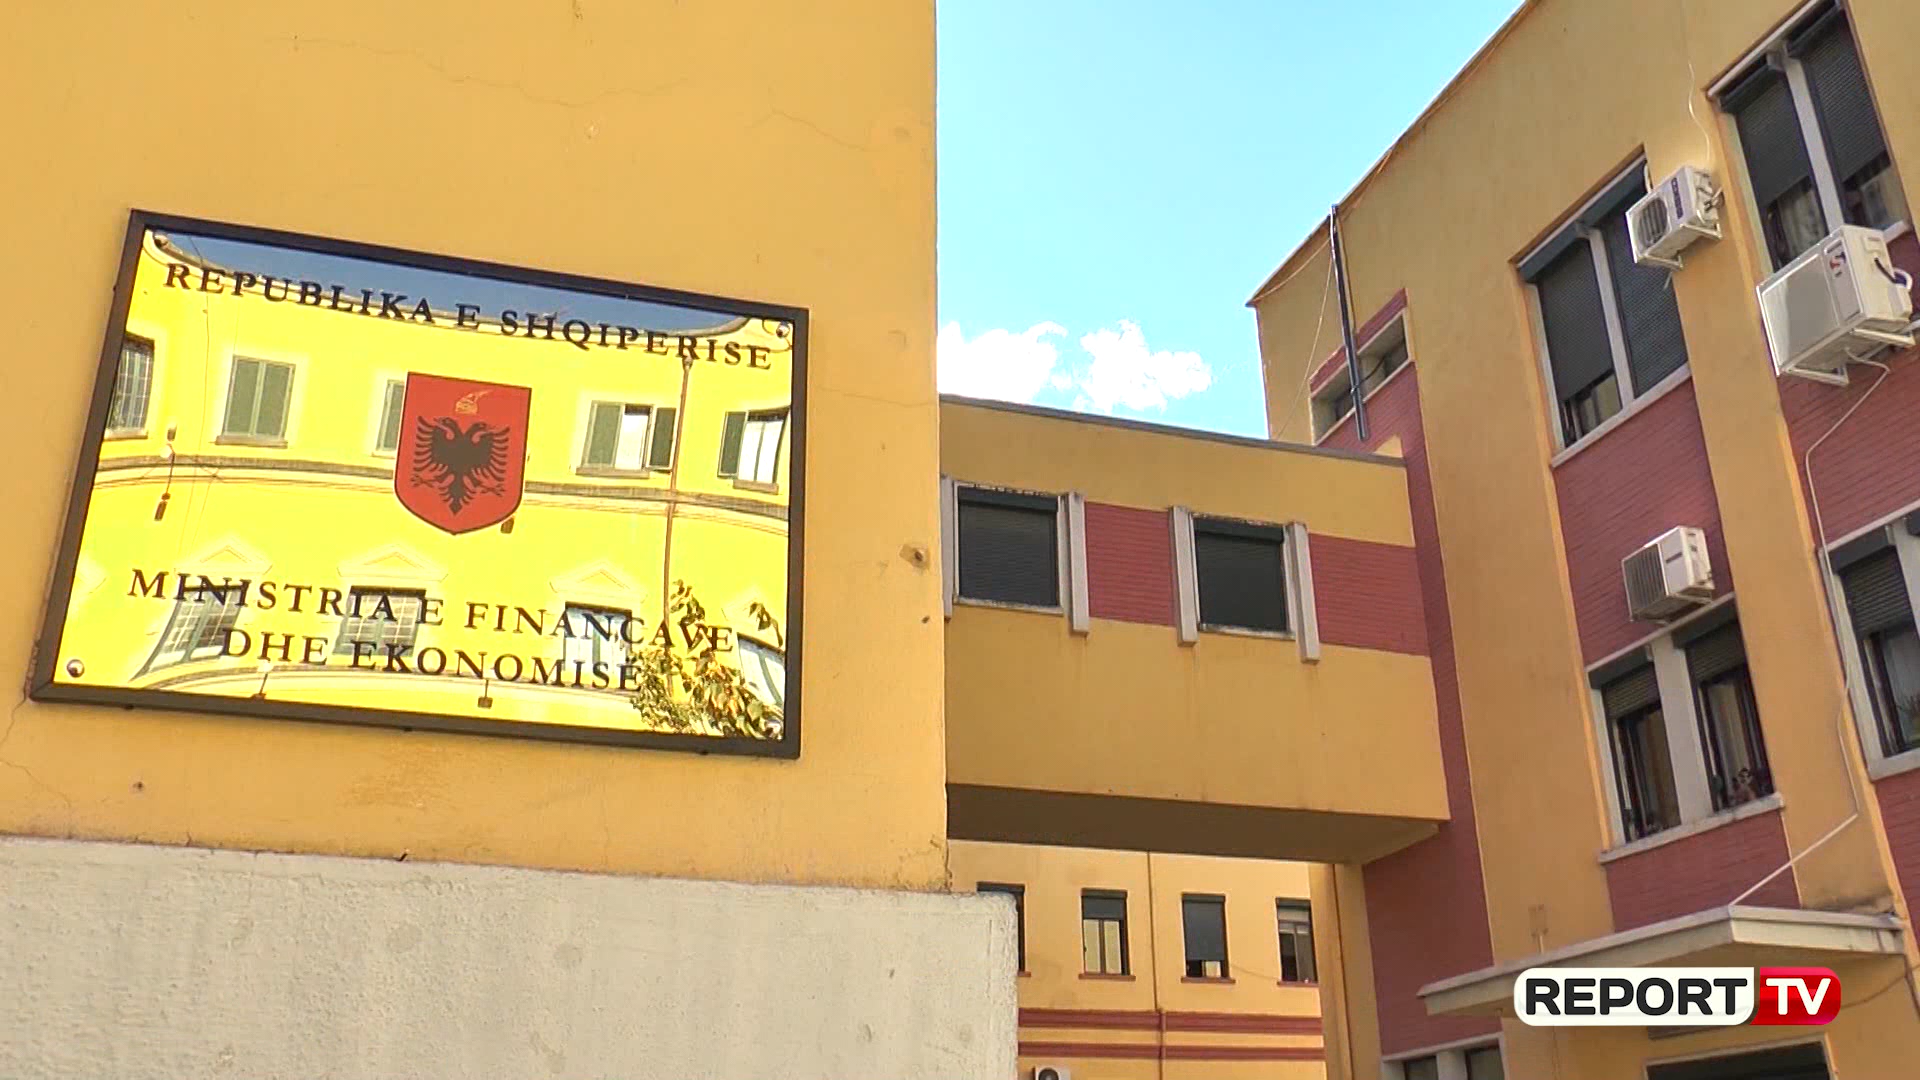 REPUBLIKA E SHQIPERISE
MINISTRIA E FINANCAVE
DHE EKONOMISE
REPORT TV